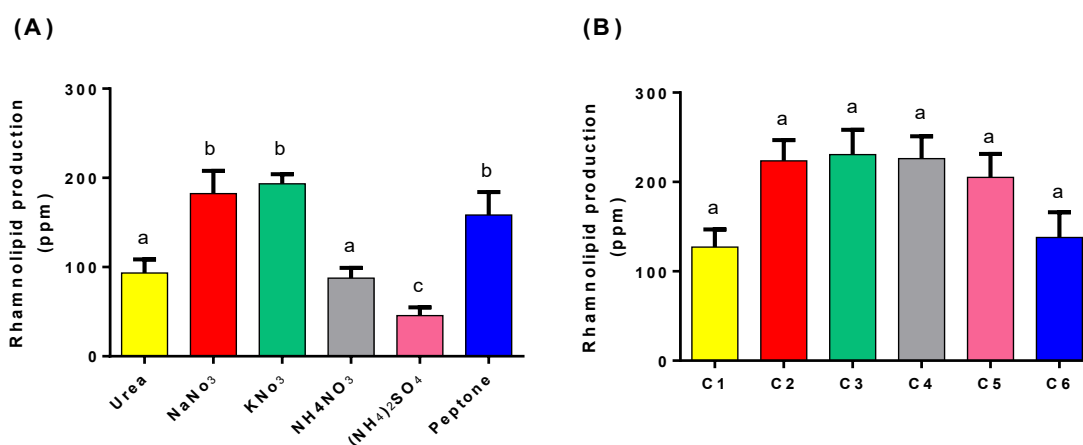 (A)
Rhamnolipid production
(ppm)
300
200
100
0
a
b
b
a
c
b
Urea
NaNo₃
KNo₃
NH4NO₃
(NH₄)₂SO₄
Peptone
(B)
Rhamnnolipid production
(ppm)
300
200
100
0
a
a
a
a
a
a
C1
C2
C3
C4
C5
C6